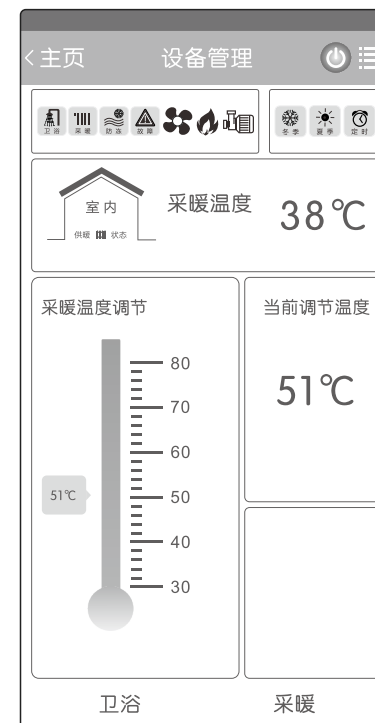 主页 设备管理
卫浴 采暖 防冻 故障 冬季 夏季 定时
室内 采暖温度 38℃
供暖 状态
采暖温度调节 当前调节温度
80
70
51℃
60
51℃ 50
40
30
卫浴 采暖